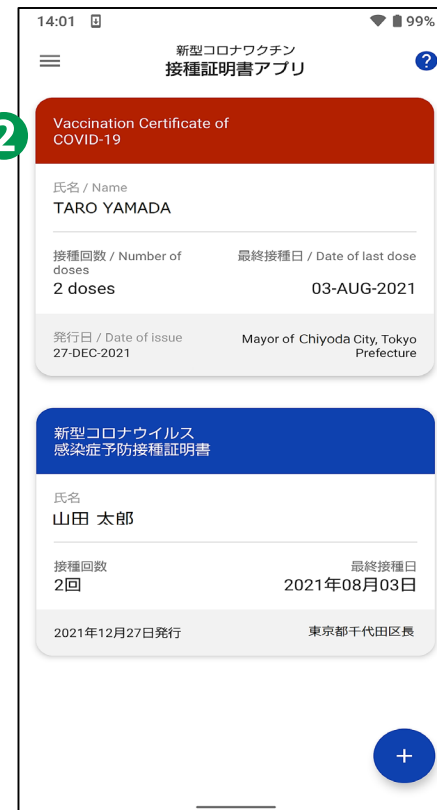 14:01 99%
新型コロナワクチン
接種証明書アプリ
?
2
Vaccination Certificate of
COVID-19
氏名 / Name
TARO YAMADA
接種回数 / Number of
doses
2 doses
最終接種日 / Date of last dose
03-AUG-2021
発行日 / Date of issue
27-DEC-2021
Mayor of Chiyoda City, Tokyo
Prefecture
新型コロナウイルス
感染症予防接種証明書
氏名
山田 太郎
接種回数
2回
最終接種日
2021年08月03日
2021年12月27日発行
東京都千代田区長
+